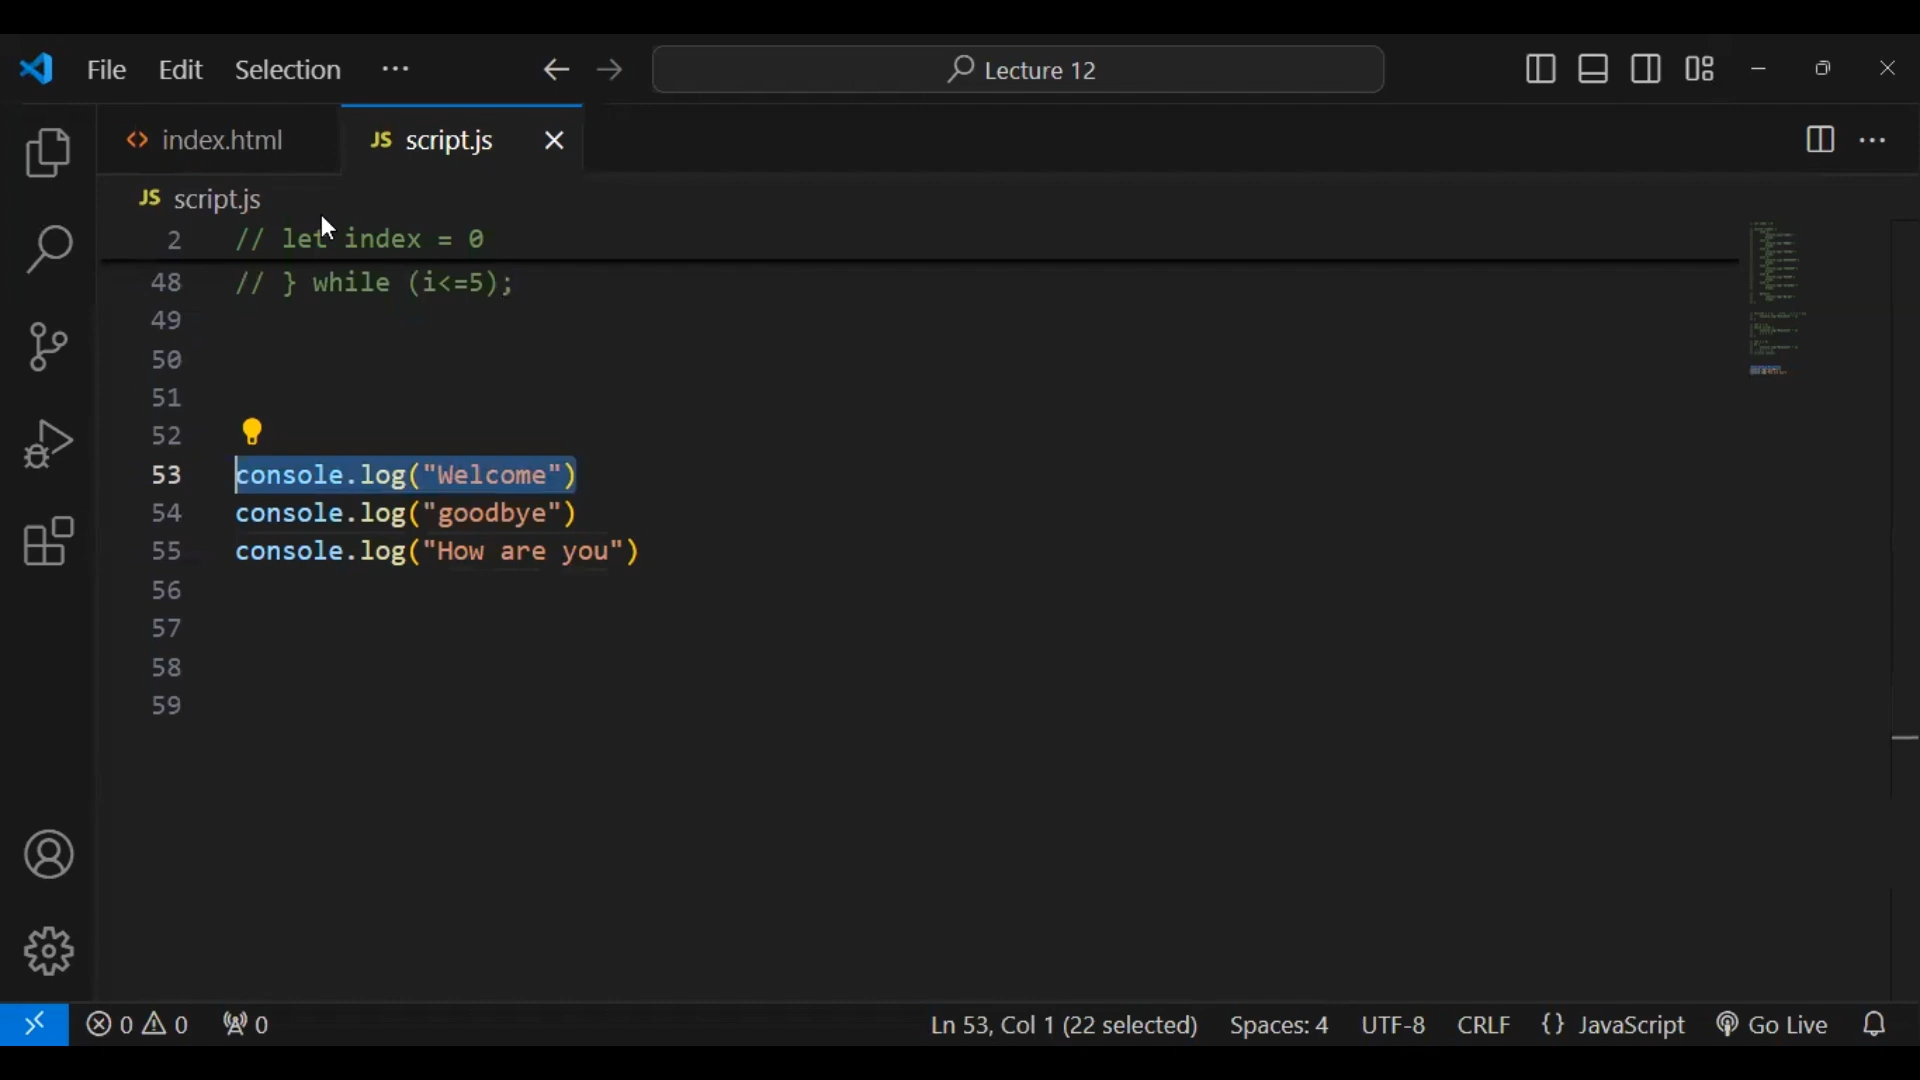 File Edit Selection ··· Lecture 12
index.html JS script.js
JS script.js
2 // let index = 0
48 // } while (i<=5);
49
50
51
52
53 console.log("Welcome")
54 console.log("goodbye")
55 console.log("How are you")
56
57
58
59
0 0 0 Ln 53, Col 1 (22 selected) Spaces: 4 UTF-8 CRLF {} JavaScript Go Live